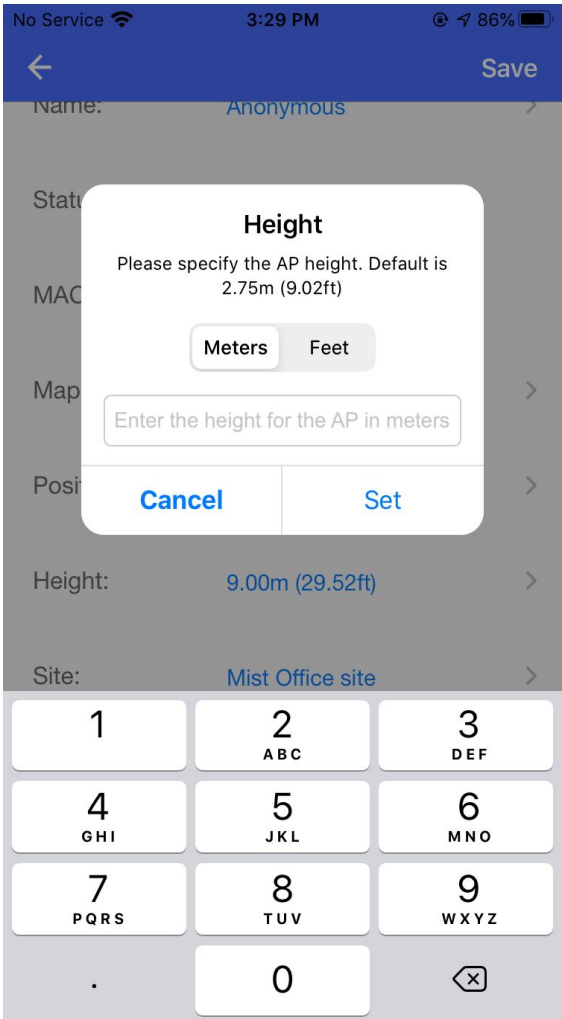 No Service 3:29 PM 86%
Save
Name: Anonymous
Statu
Height
Please specify the AP height. Default is
2.75m (9.02ft)
MAC
Meters Feet
Map
Enter the height for the AP in meters
Posit
Cancel Set
Height: 9.00m (29.52ft)
Site: Mist Office site
1 2 3
ABC DEF
4 5 6
GHI JKL MNO
7 8 9
PQRS TUV WXYZ
. 0